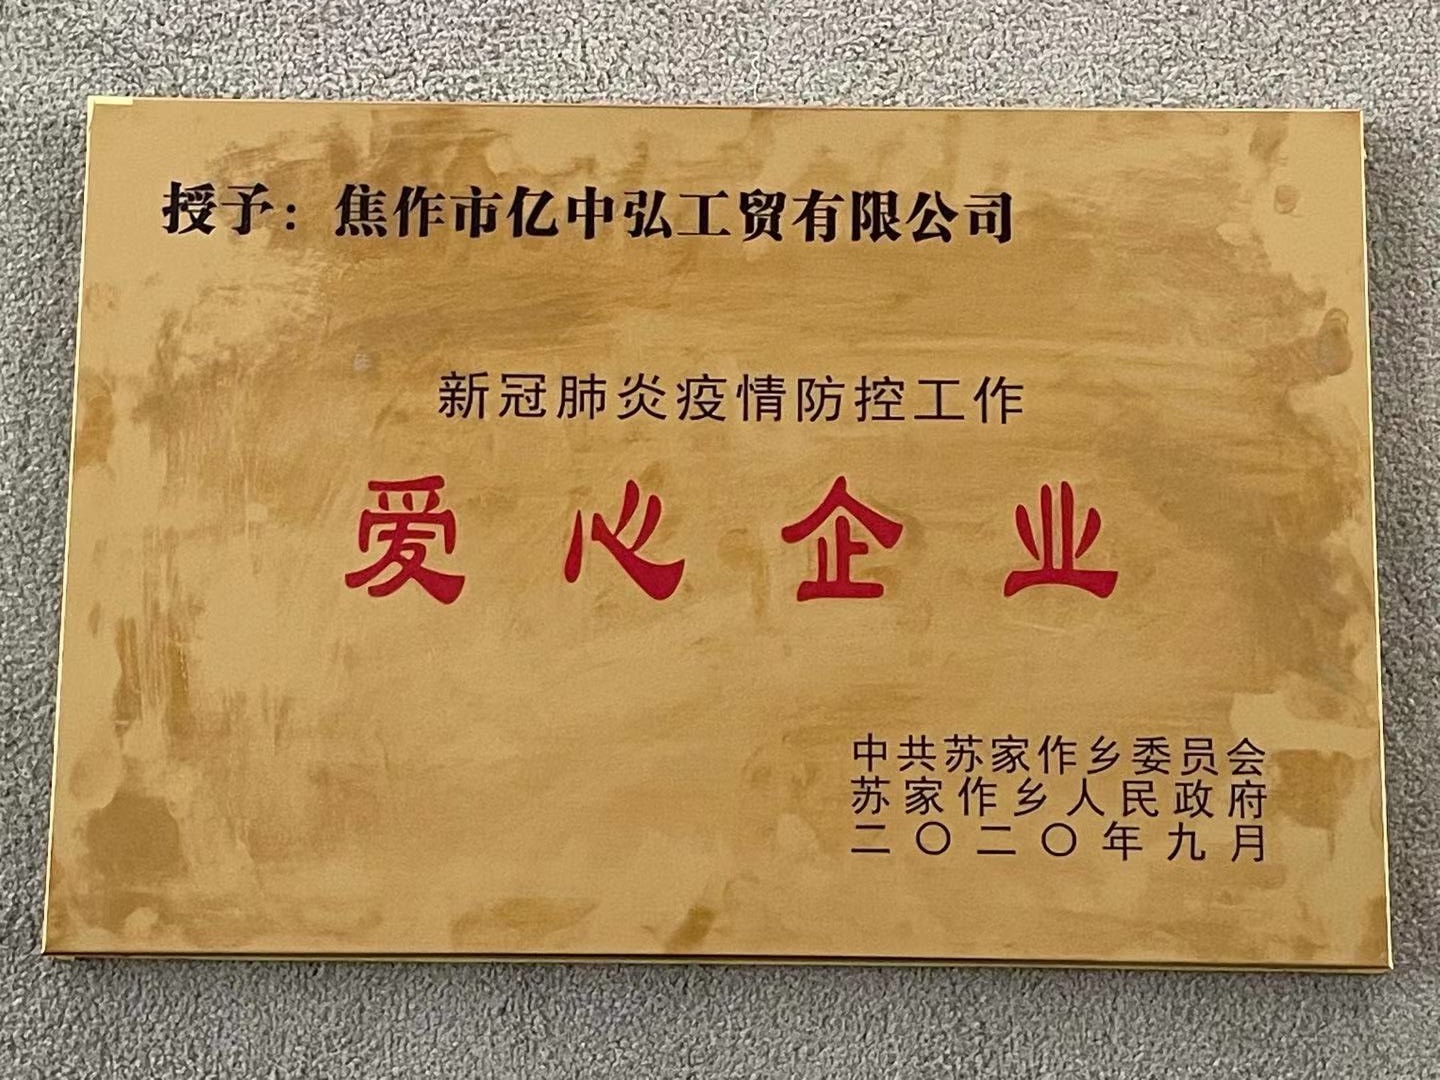 授予：焦作市亿中弘工贸有限公司
新冠肺炎疫情防控工作
爱心企业
中共苏家作乡委员会
苏家作乡人民政府
二〇二〇年九月